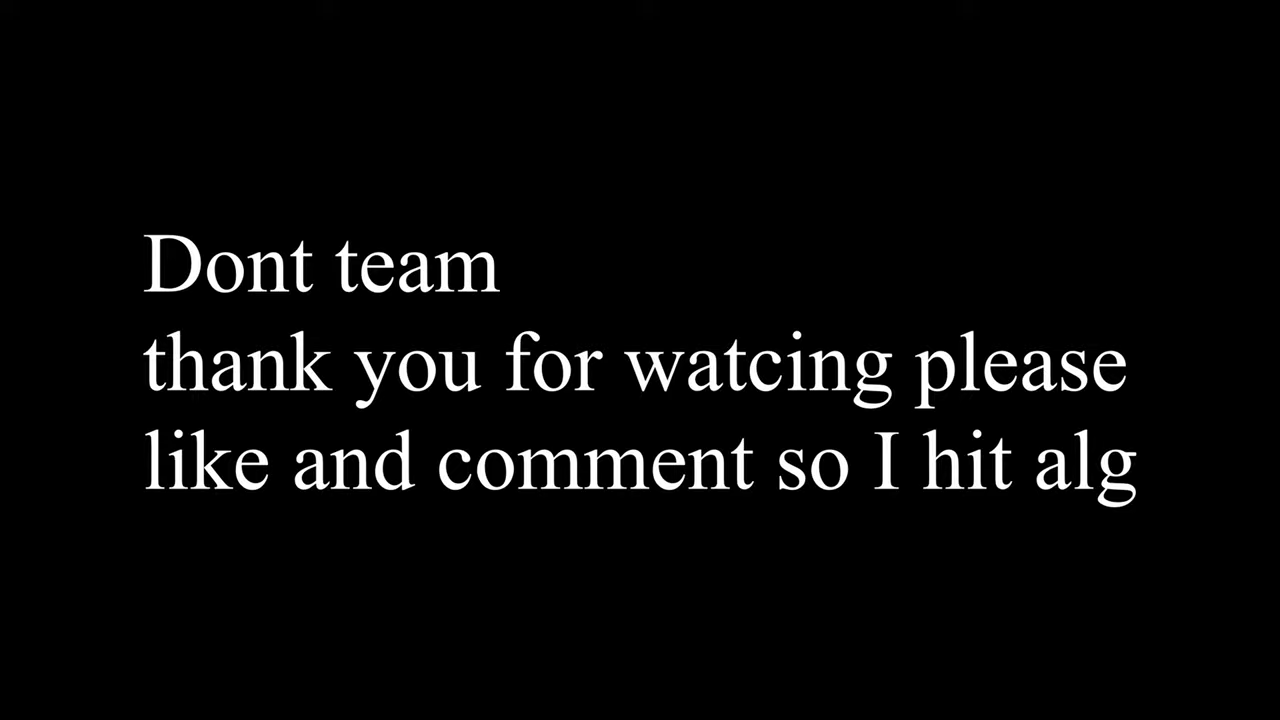 Dont team
thank you for watcing please
like and comment so I hit alg